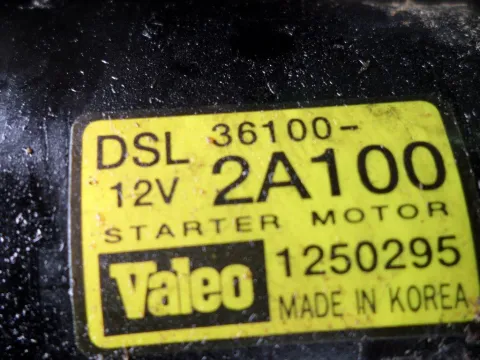 DSL 36100-
12V 2A100
STARTER MOTOR
Valeo 1250295
MADE IN KOREA